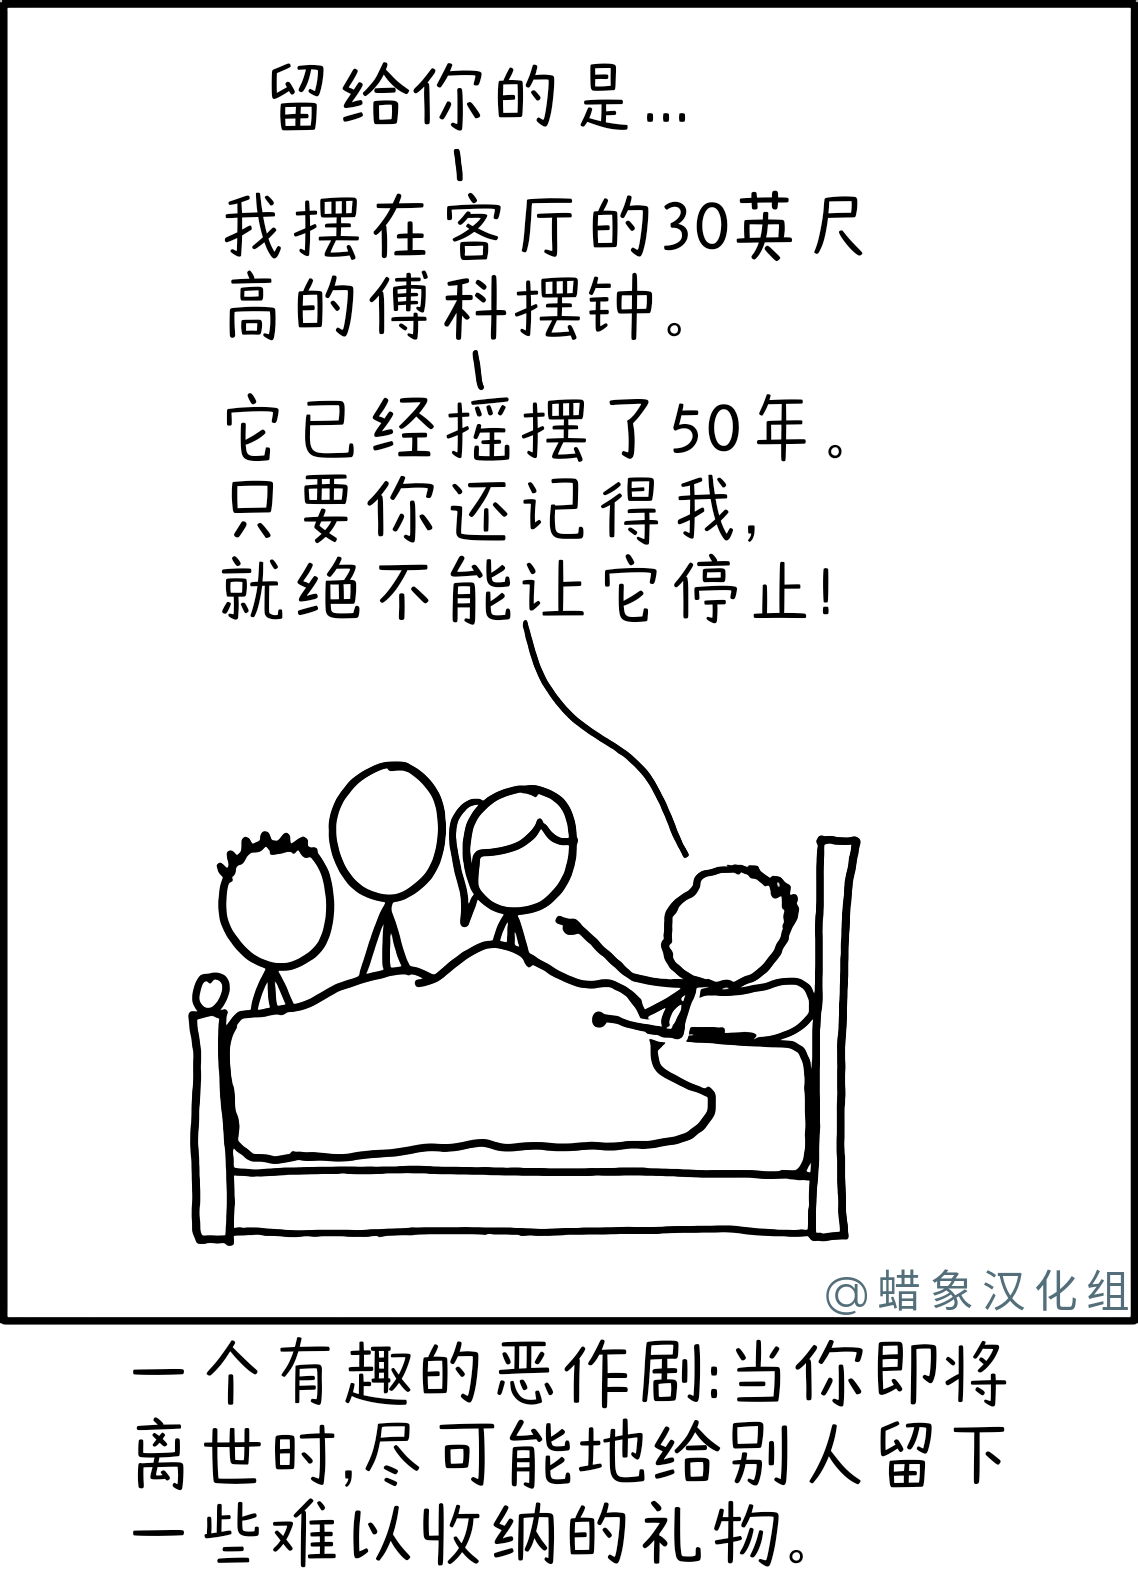 留给你的是...
我摆在客厅的30英尺
高的傅科摆钟。
它已经摇摆了50年。
只要你还记得我,
就绝不能让它停止!
@蜡象汉化组
一个有趣的恶作剧:当你即将
离世时,尽可能地给别人留下
一些难以收纳的礼物。